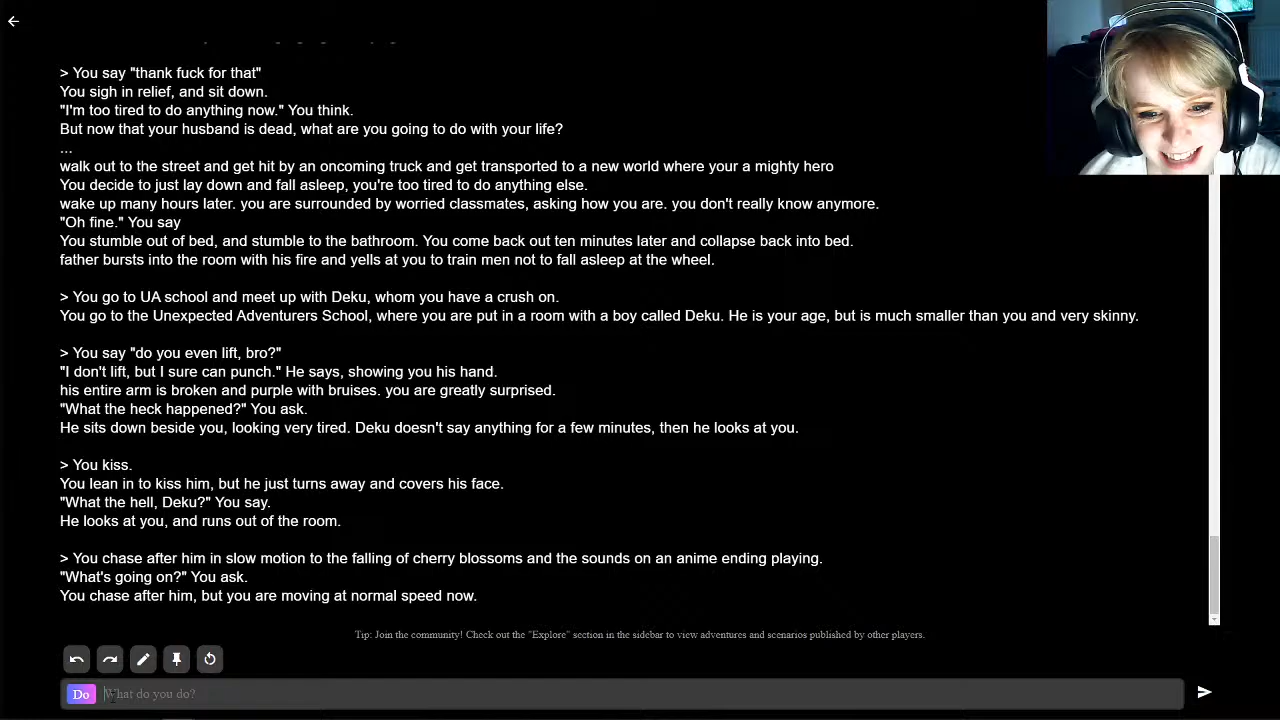 > You say "thank fuck for that"
You sigh in relief, and sit down.
"I'm too tired to do anything now." You think.
But now that your husband is dead, what are you going to do with your life?
...
walk out to the street and get hit by an oncoming truck and get transported to a new world where your a mighty hero
You decide to just lay down and fall asleep, you're too tired to do anything else.
wake up many hours later. you are surrounded by worried classmates, asking how you are. you don't really know anymore.
"Oh fine." You say
You stumble out of bed, and stumble to the bathroom. You come back out ten minutes later and collapse back into bed.
father bursts into the room with his fire and yells at you to train men not to fall asleep at the wheel.
> You go to UA school and meet up with Deku, whom you have a crush on.
You go to the Unexpected Adventurers School, where you are put in a room with a boy called Deku. He is your age, but is much smaller than you and very skinny.
> You say "do you even lift, bro?"
"I don't lift, but I sure can punch." He says, showing you his hand.
his entire arm is broken and purple with bruises. you are greatly surprised.
"What the heck happened?" You ask.
He sits down beside you, looking very tired. Deku doesn't say anything for a few minutes, then he looks at you.
> You kiss.
You lean in to kiss him, but he just turns away and covers his face.
"What the hell, Deku?" You say.
He looks at you, and runs out of the room.
> You chase after him in slow motion to the falling of cherry blossoms and the sounds on an anime ending playing.
"What's going on?" You ask.
You chase after him, but you are moving at normal speed now.
Tip: Join the community! Check out the "Explore" section in the sidebar to view adventures and scenarios published by other players.
Do What do you do?